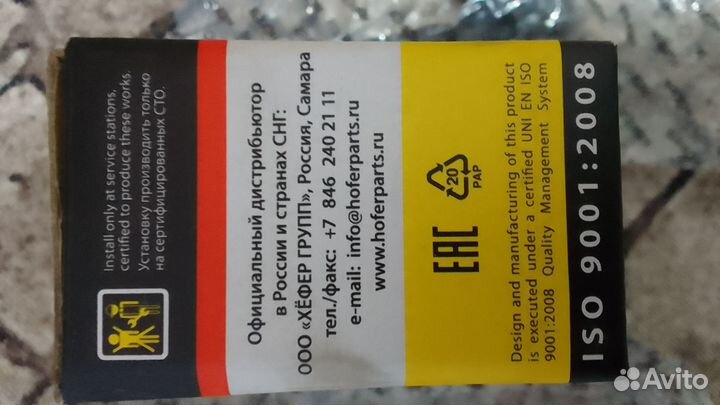 Install only at service stations,
certified to produce these works.
Установку производить только
на сертифицированных СТО.
Официальный дистрибьютор
в России и странах СНГ:
ООО «ХЁФЕР ГРУПП», Россия, Самара
тел./факс: +7 846 240 21 11
e-mail: info@hoferparts.ru
www.hoferparts.ru
EAC
20
PAP
Design and manufacturing of this product
is executed under a certified UNI EN ISO
9001:2008 Quality Management System
ISO 9001:2008
Avito